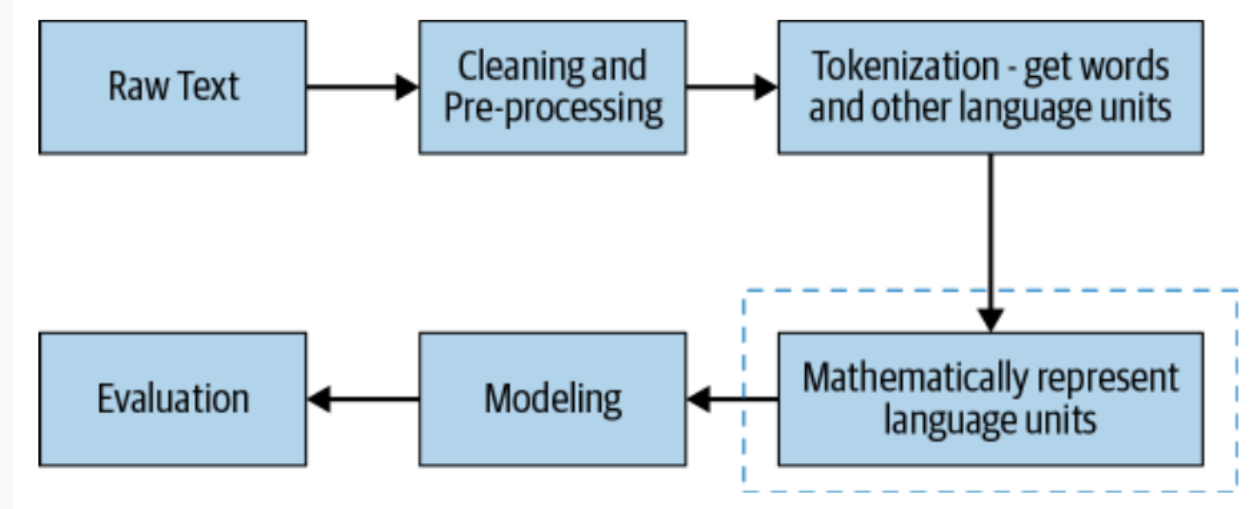 Raw Text
Cleaning and
Pre-processing
Tokenization - get words
and other language units
Mathematically represent
language units
Modeling
Evaluation